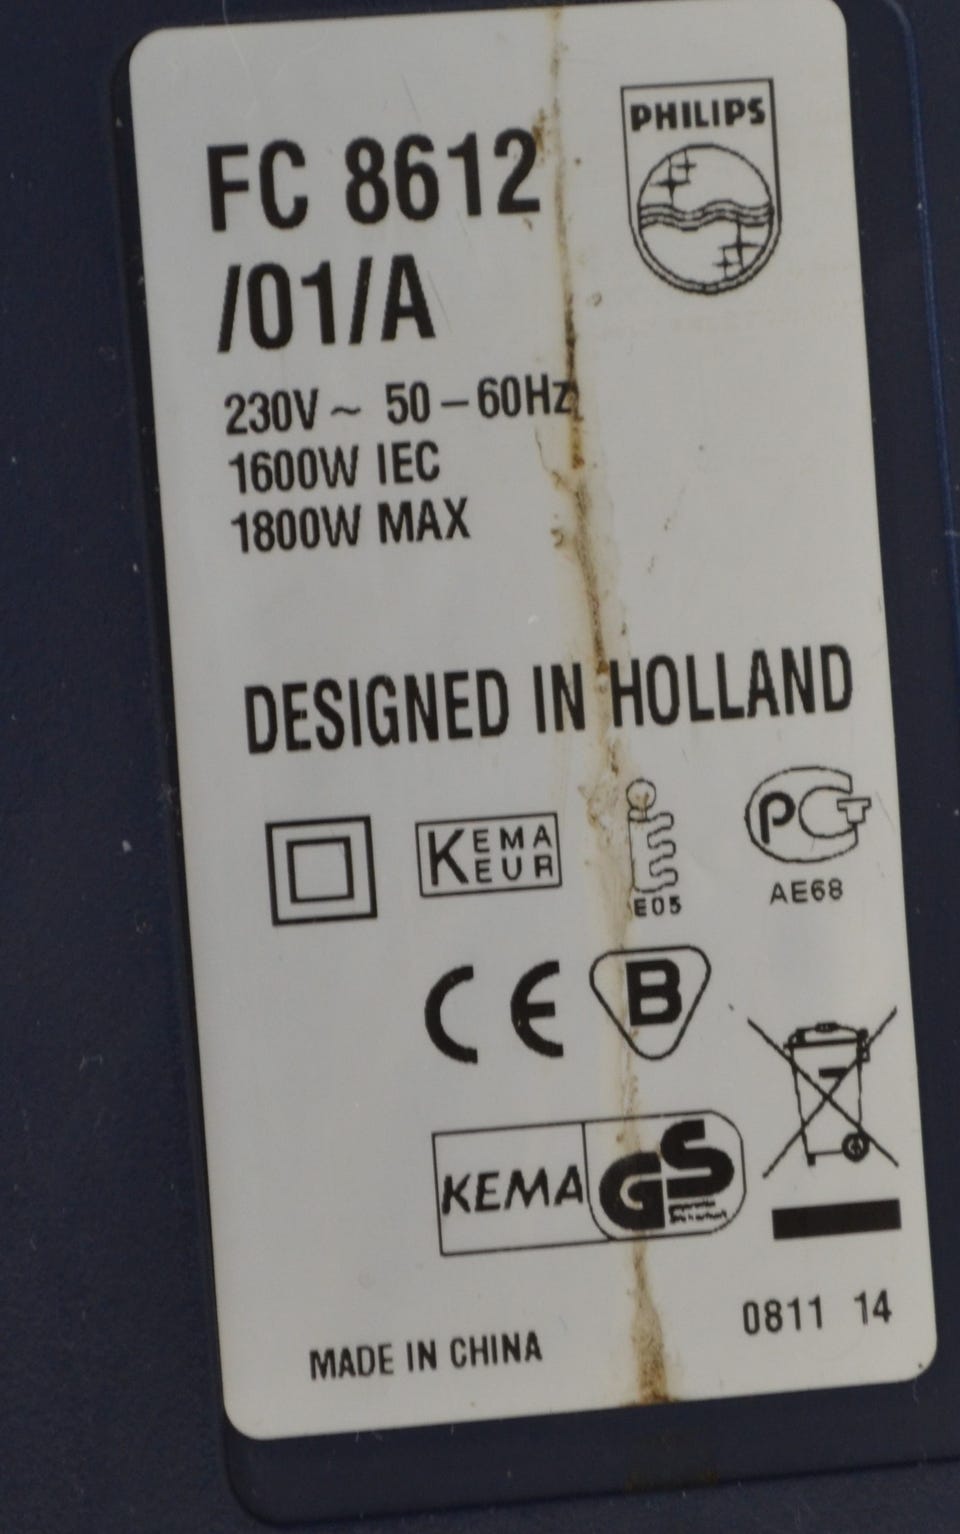 PHILIPS
FC 8612
/01/A
230V ~ 50 – 60Hz
1600W IEC
1800W MAX
DESIGNED IN HOLLAND
KEMA
EUR
E05
PCT
AE68
CE
B
KEMA
GS
0811 14
MADE IN CHINA